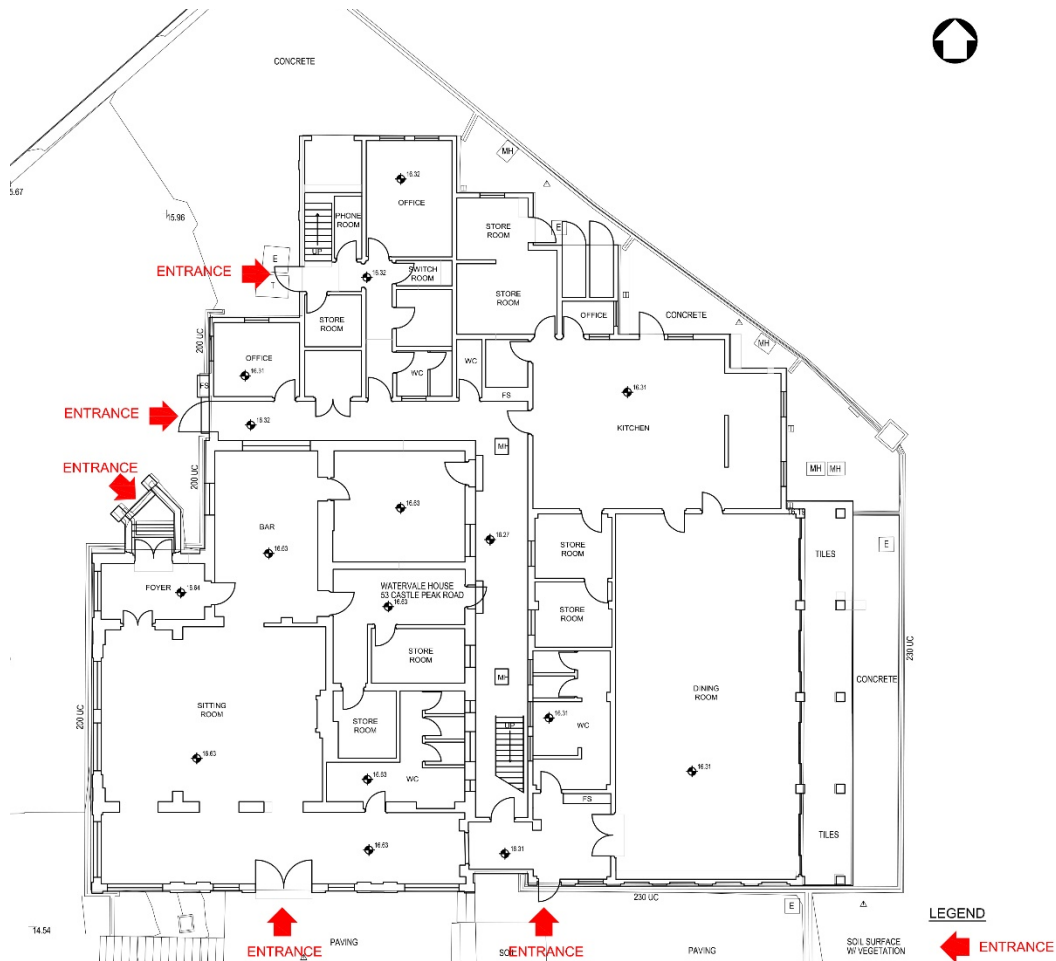 CONCRETE
MH
5.67
16.32
OFFICE
15.96
PHONE
ROOM
STORE
ROOM
E
UP
ENTRANCE
E
16.32
SWITCH
ROOM
T
STORE
ROOM
STORE
ROOM
OFFICE
CONCRETE
200 UC
OFFICE
16.31
WC
WC
MH
FS
FS
16.31
ENTRANCE
16.32
KITCHEN
MH
ENTRANCE
200 UC
MH
MH
16.63
BAR
16.63
16.27
STORE
ROOM
TILES
E
FOYER
16.64
WATERVALE HOUSE
53 CASTLE PEAK ROAD
16.63
STORE
ROOM
STORE
ROOM
230 UC
MH
CONCRETE
DINING
ROOM
200 UC
SITTING
ROOM
STORE
ROOM
16.31
WC
UP
16.63
16.63
WC
16.31
FS
TILES
16.63
16.31
230 UC
E
LEGEND
14.54
PAVING
ENTRANCE
ENTRANCE
PAVING
SOIL SURFACE
W/ VEGETATION
ENTRANCE